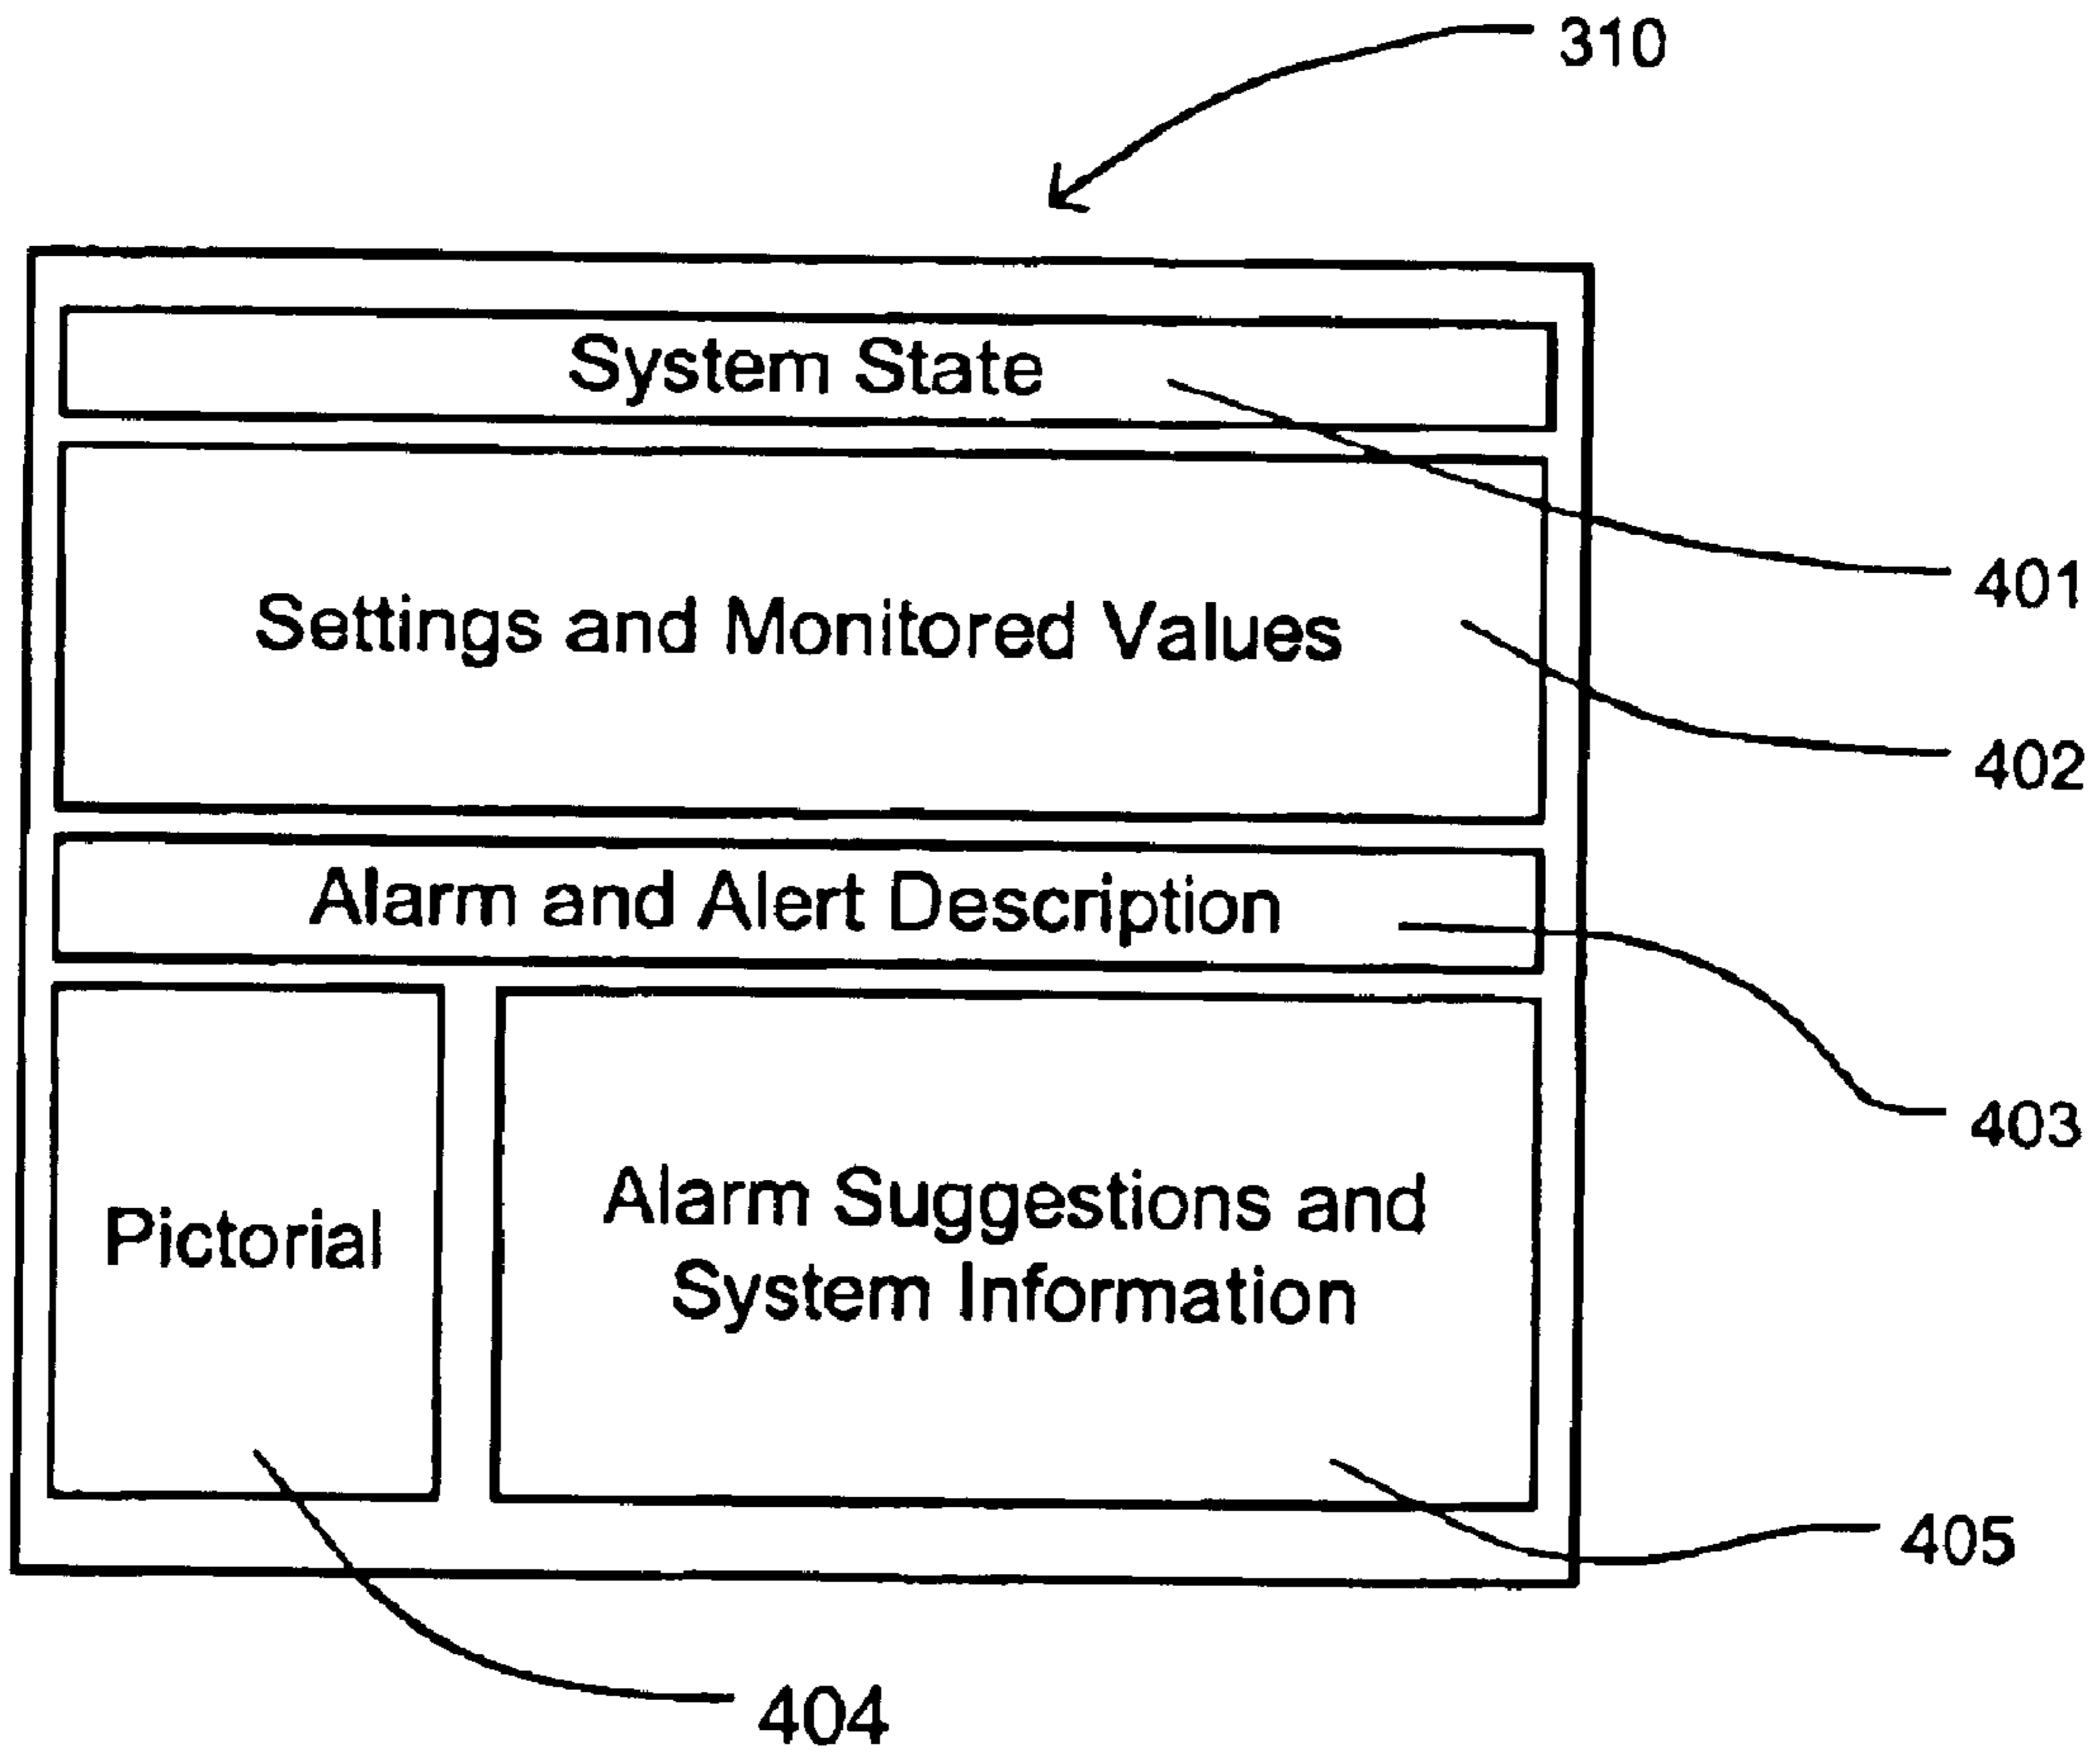 310
System State
401
Settings and Monitored Values
402
Alarm and Alert Description
403
Pictorial
Alarm Suggestions and
System Information
405
404